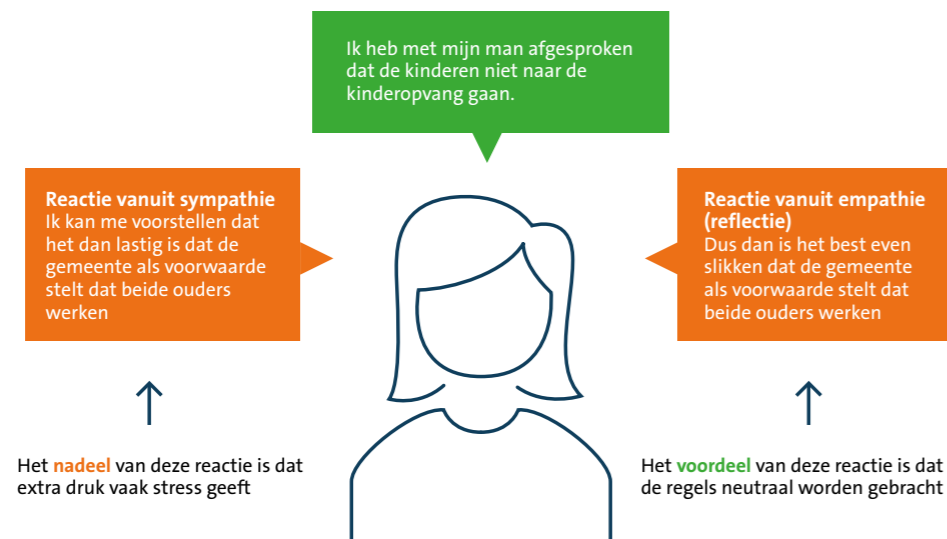 Ik heb met mijn man afgesproken
dat de kinderen niet naar de
kinderopvang gaan.
Reactie vanuit sympathie
Ik kan me voorstellen dat
het dan lastig is dat de
gemeente als voorwaarde
stelt dat beide ouders
werken
Reactie vanuit empathie
(reflectie)
Dus dan is het best even
slikken dat de gemeente
als voorwaarde stelt dat
beide ouders werken
Het nadeel van deze reactie is dat
extra druk vaak stress geeft
Het voordeel van deze reactie is dat
de regels neutraal worden gebracht